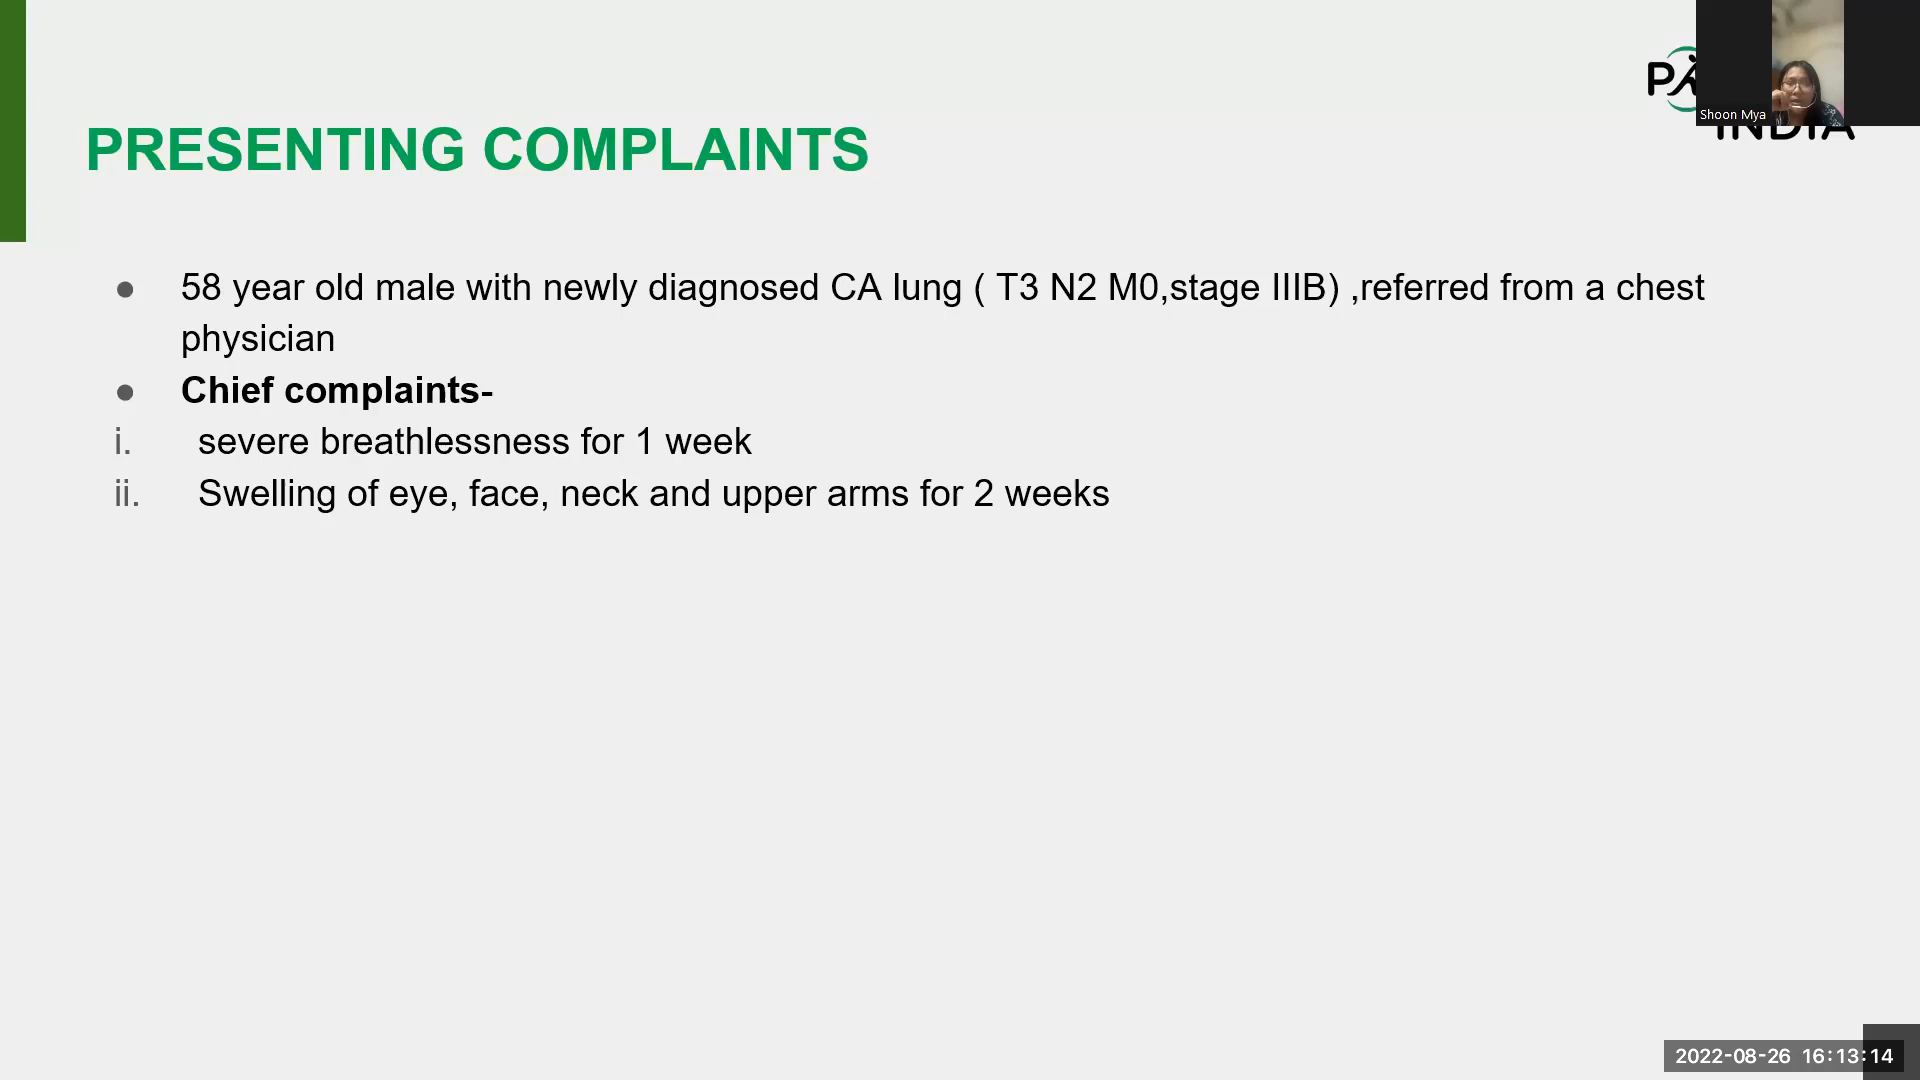 Shoon Mya
INDIA
PRESENTING COMPLAINTS
● 58 year old male with newly diagnosed CA lung ( T3 N2 M0,stage IIIB) ,referred from a chest
physician
● Chief complaints-
i. severe breathlessness for 1 week
ii. Swelling of eye, face, neck and upper arms for 2 weeks
2022-08-26 16:13:14